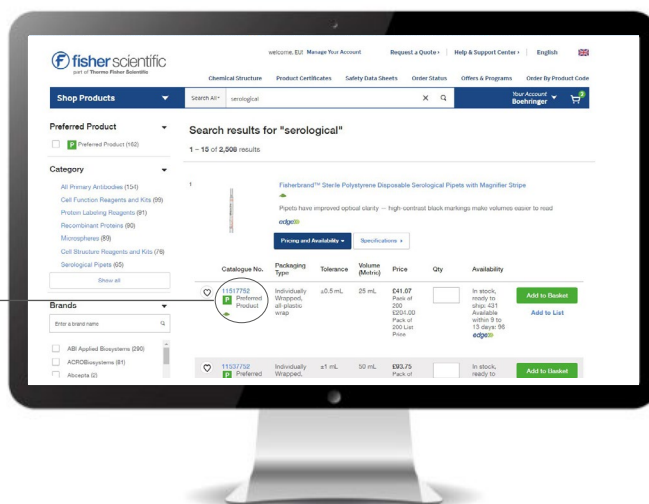 fisher scientific
part of Thermo Fisher Scientific
welcome, EU! Manage Your Account Request a Quote › Help & Support Center › English
Chemical Structure Product Certificates Safety Data Sheets Order Status Offers & Programs Order By Product Code
Shop Products Search All serological X Your Account
Boehringer
Preferred Product
P Preferred Product (162)
Search results for "serological"
1 – 15 of 2,508 results
Category
All Primary Antibodies (154)
Cell Function Reagents and Kits (99)
Protein Labeling Reagents (91)
Recombinant Proteins (90)
Microspheres (89)
Cell Structure Reagents and Kits (76)
Serological Pipets (65)
Show all
1 Fisherbrand™ Sterile Polystyrene Disposable Serological Pipets with Magnifier Stripe
Pipets have improved optical clarity — high-contrast black markings make volumes easier to read
edge
Pricing and Availability Specifications
Catalogue No. Packaging Type Tolerance Volume (Metric) Price Qty Availability
11517752 Individually ±0.5 mL 25 mL £41.07 In stock,
P Preferred Wrapped, Pack of ready to Add to Basket
Product all-plastic 200 ship: 431
wrap £204.00 Available Add to List
Pack of within 9 to
200 List 13 days: 96
Price edge
Brands
Enter a brand name
ABI Applied Biosystems (290)
ACROBiosystems (81)
Abcepta (2)
11537752 Individually ±1 mL 50 mL £93.75 In stock,
P Preferred Wrapped, Pack of ready to Add to Basket